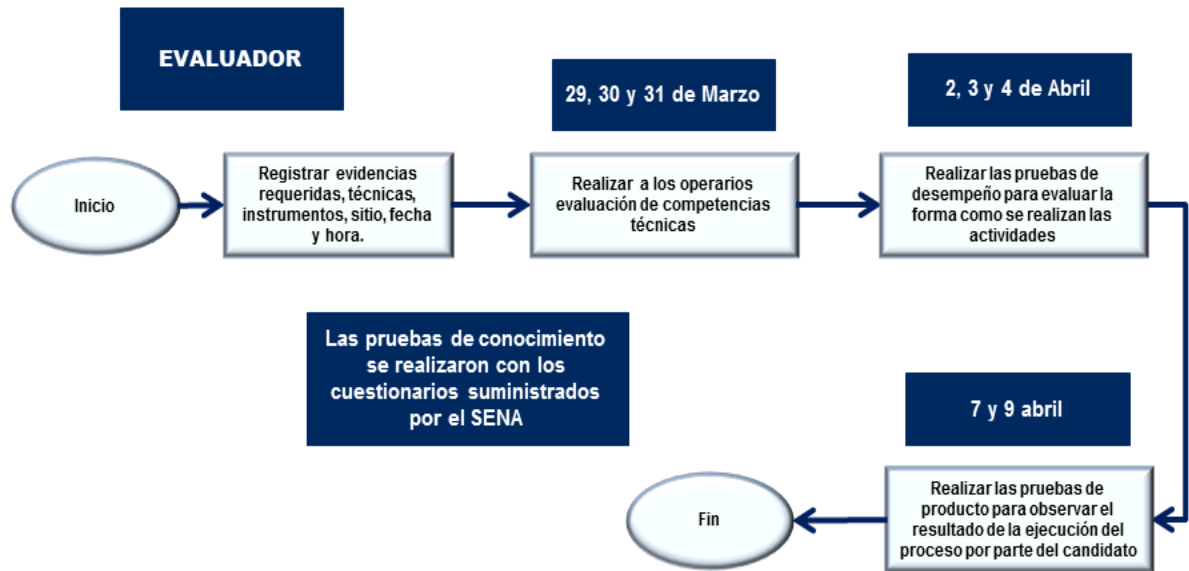 EVALUADOR
29, 30 y 31 de Marzo
2, 3 y 4 de Abril
Inicio
Registrar evidencias
requeridas, técnicas,
instrumentos, sitio, fecha
y hora.
Realizar a los operarios
evaluación de competencias
técnicas
Realizar las pruebas de
desempeño para evaluar la
forma como se realizan las
actividades
Las pruebas de conocimiento
se realizaron con los
cuestionarios suministrados
por el SENA
7 y 9 abril
Realizar las pruebas de
producto para observar el
resultado de la ejecución del
proceso por parte del candidato
Fin